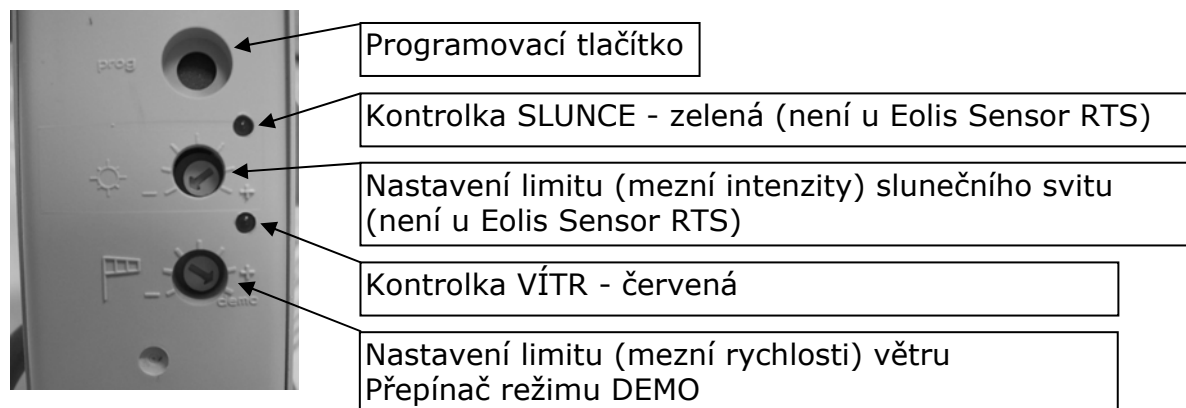 prog
Programovací tlačítko
Kontrolka SLUNCE - zelená (není u Eolis Sensor RTS)
Nastavení limitu (mezní intenzity) slunečního svitu
(není u Eolis Sensor RTS)
- +
Kontrolka VÍTR - červená
- +
demo
Nastavení limitu (mezní rychlosti) větru
Přepínač režimu DEMO